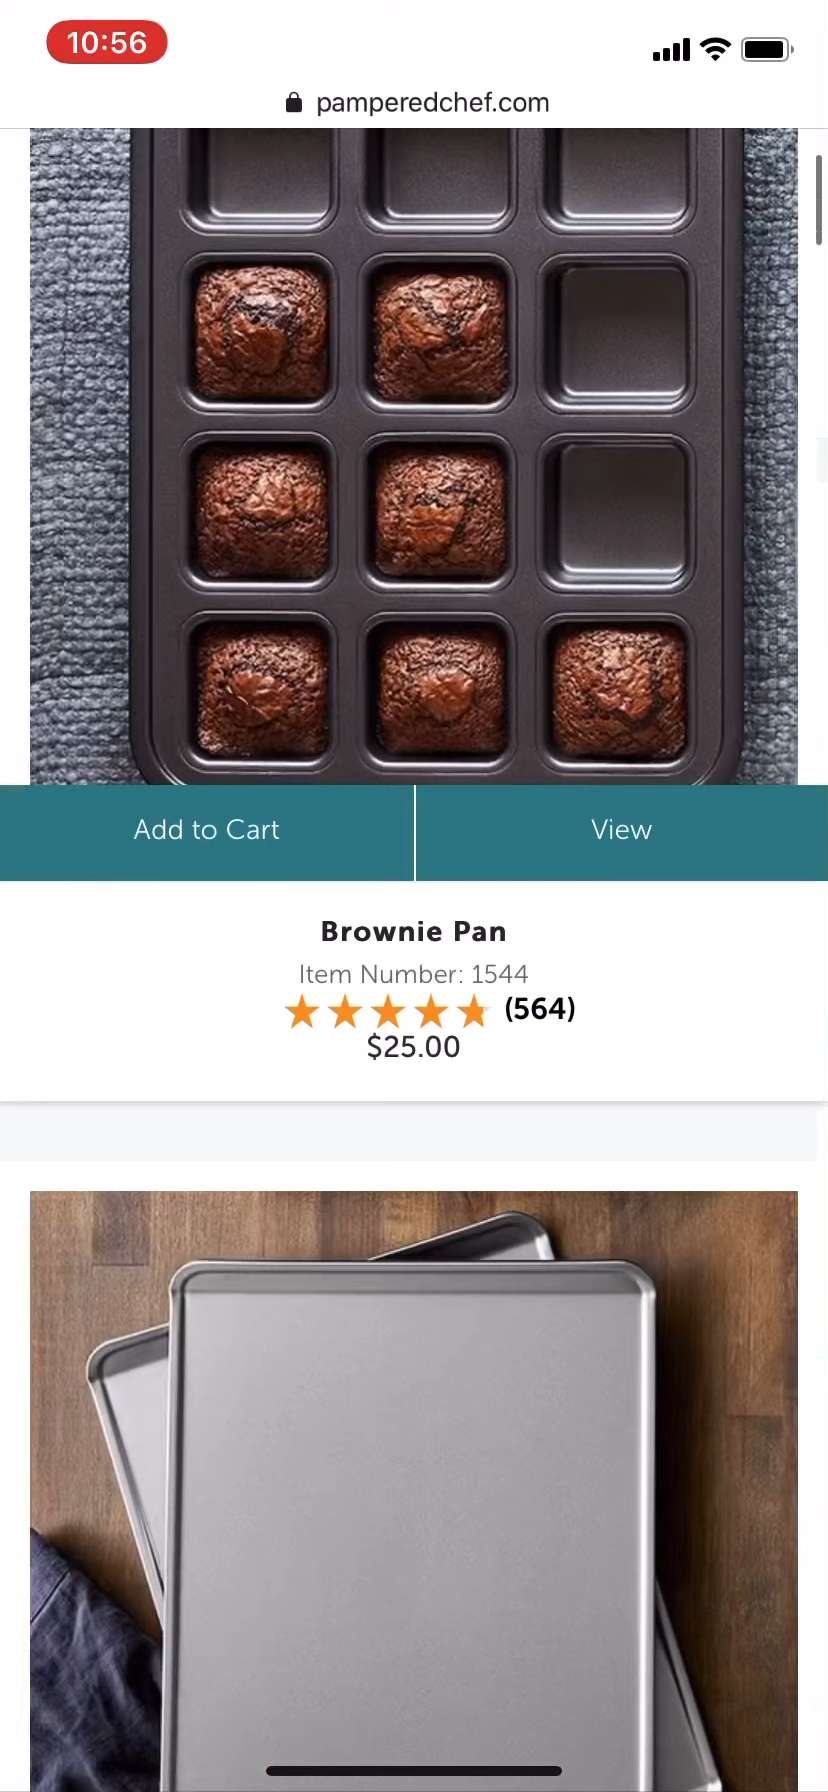 10:56
pamperedchef.com
Add to Cart
View
Brownie Pan
Item Number: 1544
(564)
$25.00